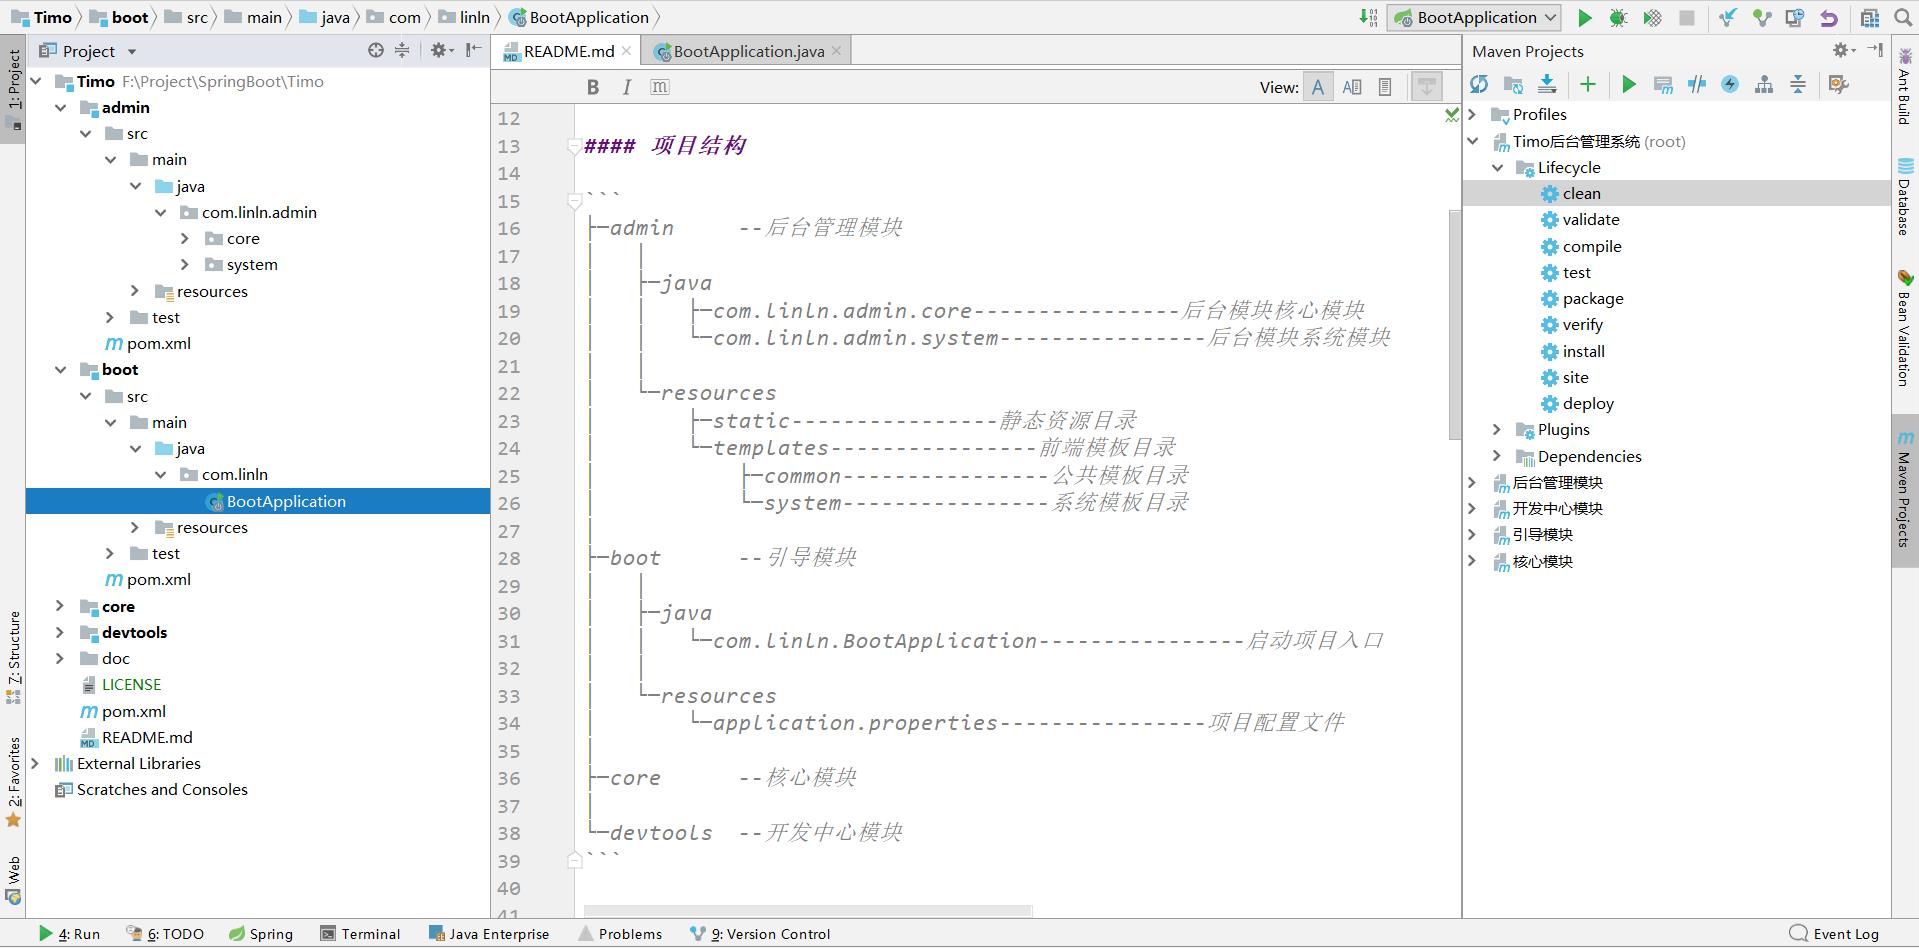 Timo boot src main java com linln BootApplication
BootApplication
Project
README.md
BootApplication.java
Maven Projects
1: Project
7: Structure
2: Favorites
Web
Timo F:\Project\SpringBoot\Timo
admin
src
main
java
com.linln.admin
core
system
resources
test
pom.xml
boot
src
main
java
com.linln
BootApplication
resources
test
pom.xml
core
devtools
doc
LICENSE
pom.xml
README.md
External Libraries
Scratches and Consoles
B I m
View:
12
13 #### 项目结构
14
15 ```
16 ├─admin     --后台管理模块
17 │   │
18 │   ├─java
19 │   │   ├─com.linln.admin.core----------------后台模块核心模块
20 │   │   └─com.linln.admin.system----------------后台模块系统模块
21 │   │
22 │   └─resources
23 │       ├─static----------------静态资源目录
24 │       └─templates----------------前端模板目录
25 │           ├─common----------------公共模板目录
26 │           └─system----------------系统模板目录
27 │
28 ├─boot      --引导模块
29 │   │
30 │   ├─java
31 │   │   └─com.linln.BootApplication----------------启动项目入口
32 │   │
33 │   └─resources
34 │       └─application.properties----------------项目配置文件
35 │
36 ├─core      --核心模块
37 │
38 └─devtools  --开发中心模块
39 ```
40
41
Profiles
Timo后台管理系统 (root)
Lifecycle
clean
validate
compile
test
package
verify
install
site
deploy
Plugins
Dependencies
后台管理模块
开发中心模块
引导模块
核心模块
Ant Build
Database
Bean Validation
Maven Projects
4: Run
6: TODO
Spring
Terminal
Java Enterprise
Problems
9: Version Control
Event Log